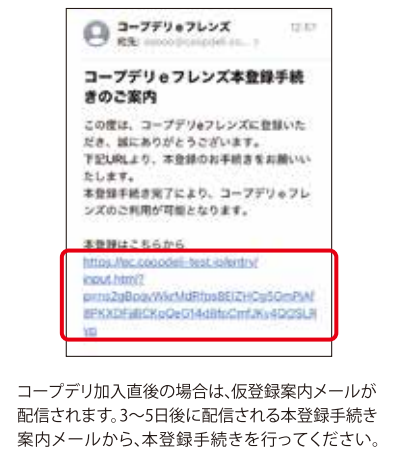 コープデリeフレンズ 12:57
宛先:
コープデリeフレンズ本登録手続
きのご案内
この度は、コープデリeフレンズに登録いた
だき、誠にありがとうございます。
下記URLより、本登録のお手続きをお願いい
たします。
本登録手続き完了により、コープデリeフレ
ンズのご利用が可能となります。
本登録はこちらから
input.html?
コープデリ加入直後の場合は、仮登録案内メールが
配信されます。3〜5日後に配信される本登録手続き
案内メールから、本登録手続きを行ってください。